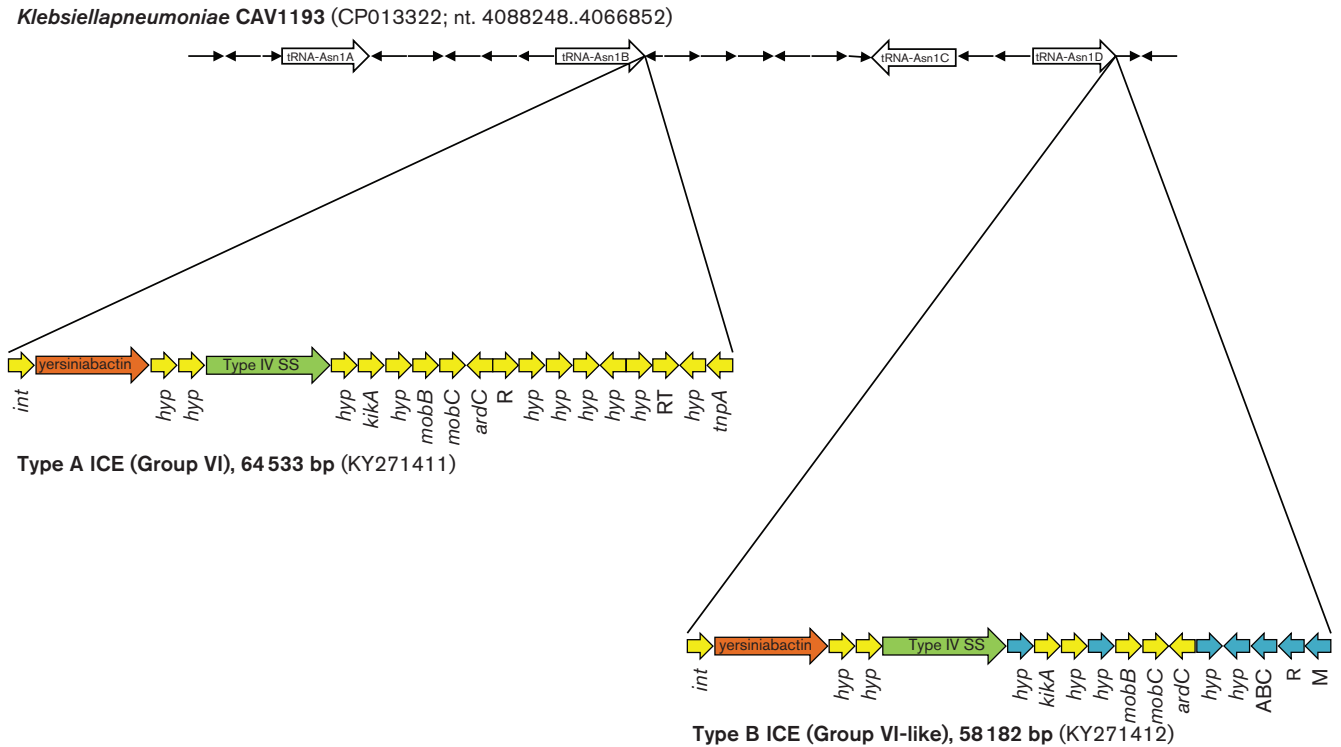 Klebsiellapneumoniae CAV1193 (CP013322; nt. 4088248..4066852)
tRNA-Asn1A tRNA-Asn1B tRNA-Asn1C tRNA-Asn1D
yersiniabactin Type IV SS
int hyp hyp hyp kikA hyp mobB mobC ardC R hyp hyp hyp hyp hyp RT hyp tnpA
Type A ICE (Group VI), 64 533 bp (KY271411)
yersiniabactin Type IV SS
int hyp hyp hyp kikA hyp hyp mobB mobC ardC hyp hyp ABC R M
Type B ICE (Group VI-like), 58 182 bp (KY271412)